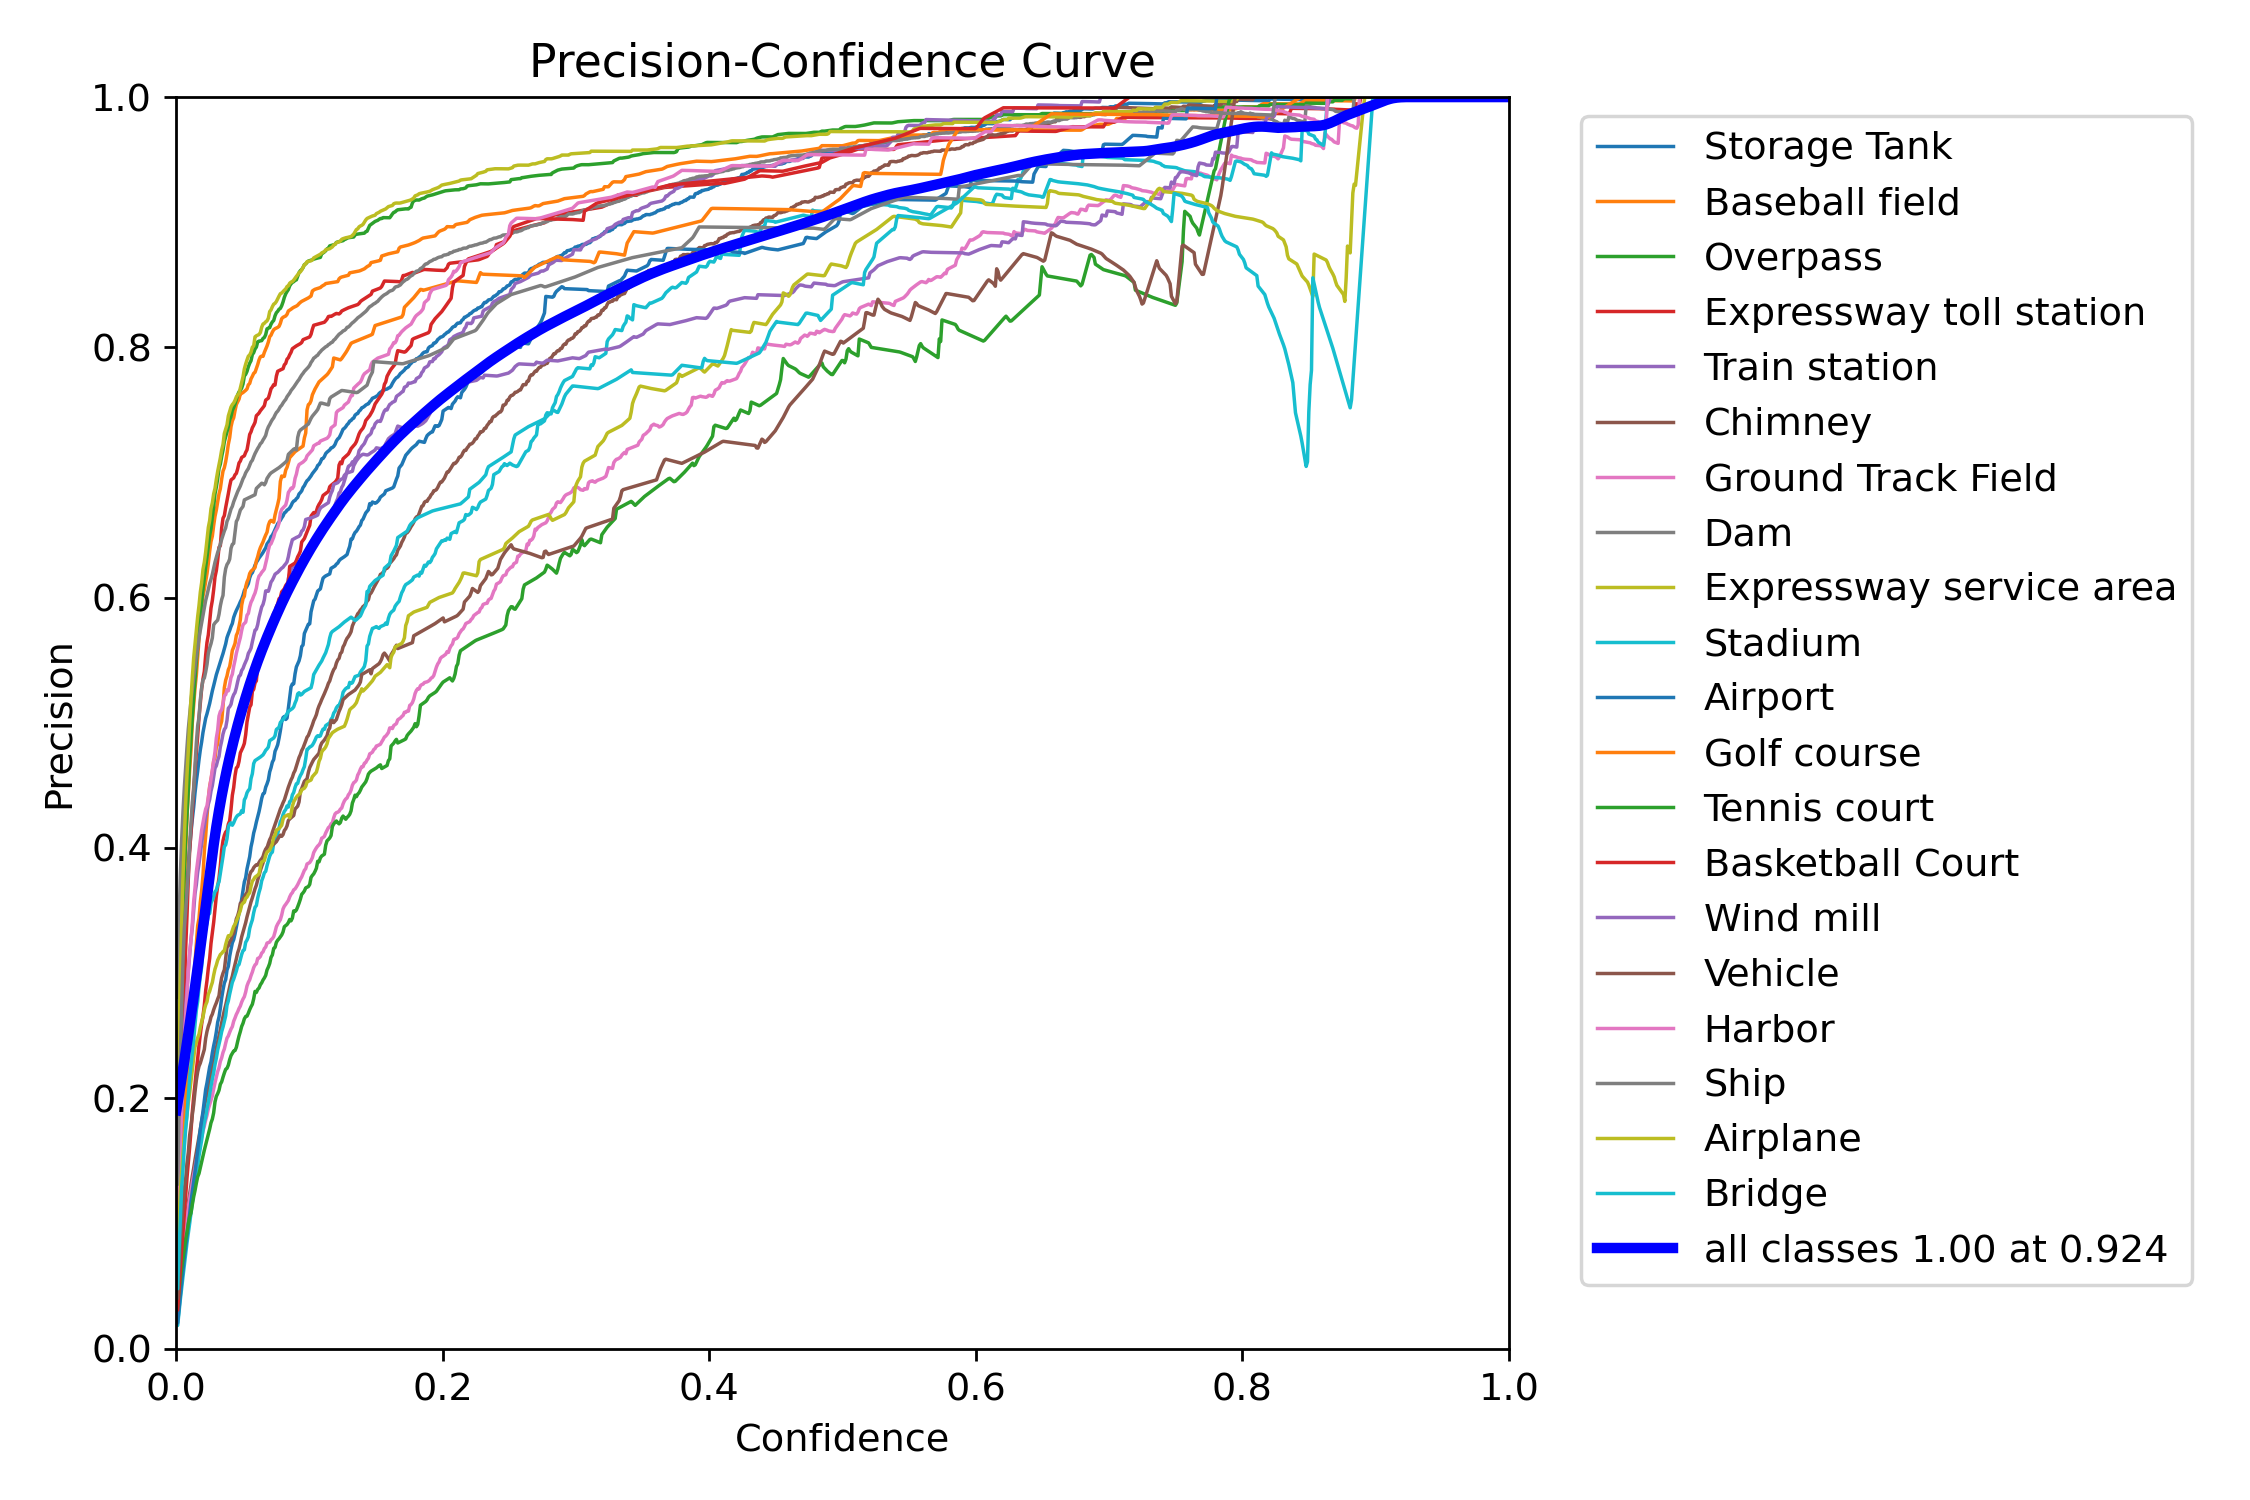 Precision-Confidence Curve
1.0
0.8
0.6
0.4
0.2
0.0
Precision
0.0
0.2
0.4
0.6
0.8
1.0
Confidence
Storage Tank
Baseball field
Overpass
Expressway toll station
Train station
Chimney
Ground Track Field
Dam
Expressway service area
Stadium
Airport
Golf course
Tennis court
Basketball Court
Wind mill
Vehicle
Harbor
Ship
Airplane
Bridge
all classes 1.00 at 0.924